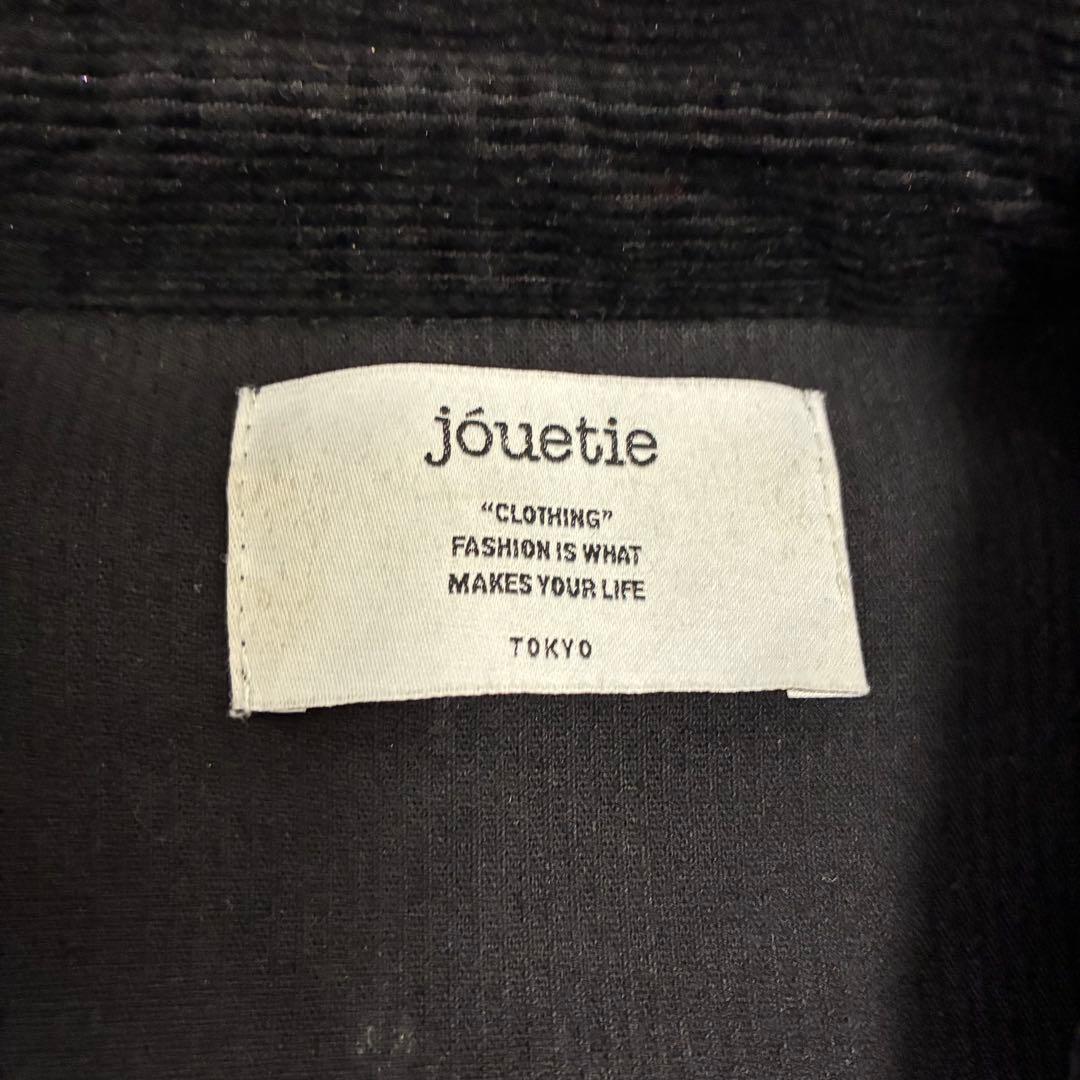 jóuetie
“CLOTHING”
FASHION IS WHAT
MAKES YOUR LIFE
TOKYO